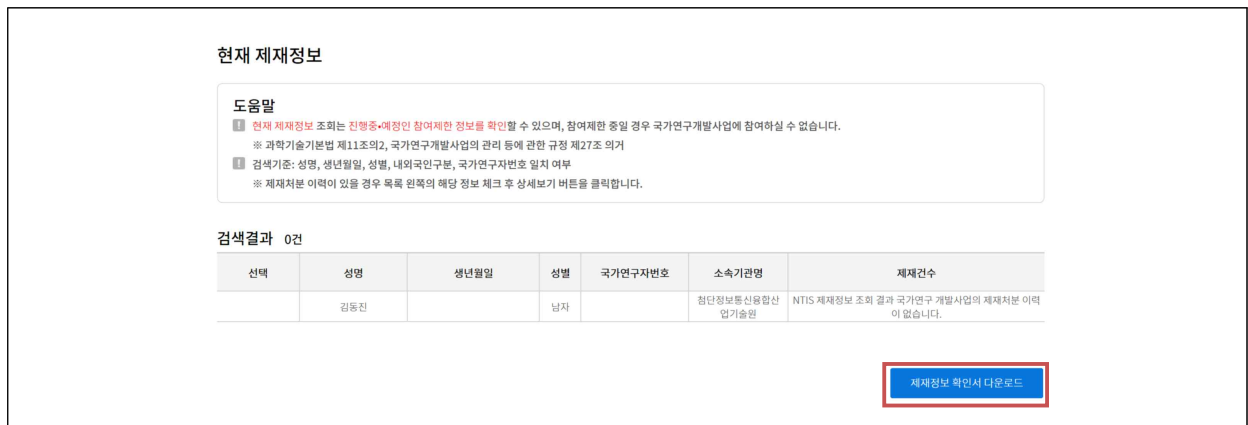 현재 제재정보
도움말
! 현재 제재정보 조회는 진행중•예정인 참여제한 정보를 확인할 수 있으며, 참여제한 중일 경우 국가연구개발사업에 참여하실 수 없습니다.
※ 과학기술기본법 제11조의2, 국가연구개발사업의 관리 등에 관한 규정 제27조 의거
! 검색기준: 성명, 생년월일, 성별, 내외국인구분, 국가연구자번호 일치 여부
※ 제재처분 이력이 있을 경우 목록 왼쪽의 해당 정보 체크 후 상세보기 버튼을 클릭합니다.
검색결과 0건
선택 성명 생년월일 성별 국가연구자번호 소속기관명 제재건수
김동진 남자 첨단정보통신융합산 NTIS 제재정보 조회 결과 국가연구 개발사업의 제재처분 이력
업기술원 이 없습니다.
제재정보 확인서 다운로드